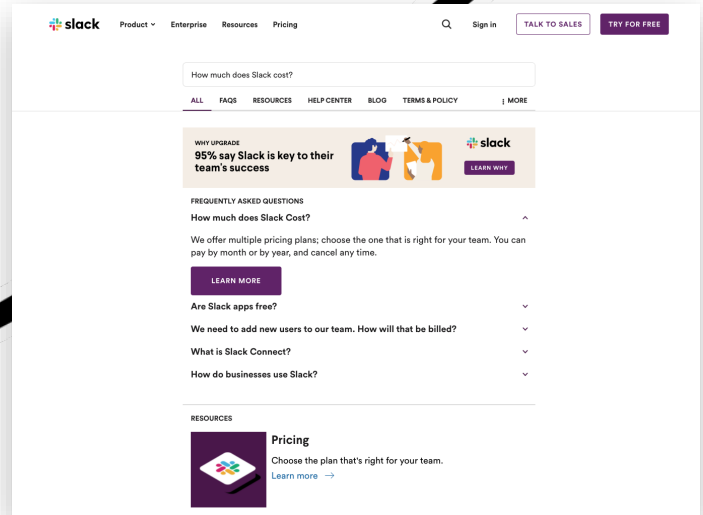 slack Product Enterprise Resources Pricing Sign in TALK TO SALES TRY FOR FREE
How much does Slack cost?
ALL FAQS RESOURCES HELP CENTER BLOG TERMS & POLICY MORE
WHY UPGRADE
95% say Slack is key to their
team's success
slack
LEARN WHY
FREQUENTLY ASKED QUESTIONS
How much does Slack Cost?
We offer multiple pricing plans; choose the one that is right for your team. You can
pay by month or by year, and cancel any time.
LEARN MORE
Are Slack apps free?
We need to add new users to our team. How will that be billed?
What is Slack Connect?
How do businesses use Slack?
RESOURCES
Pricing
Choose the plan that's right for your team.
Learn more →